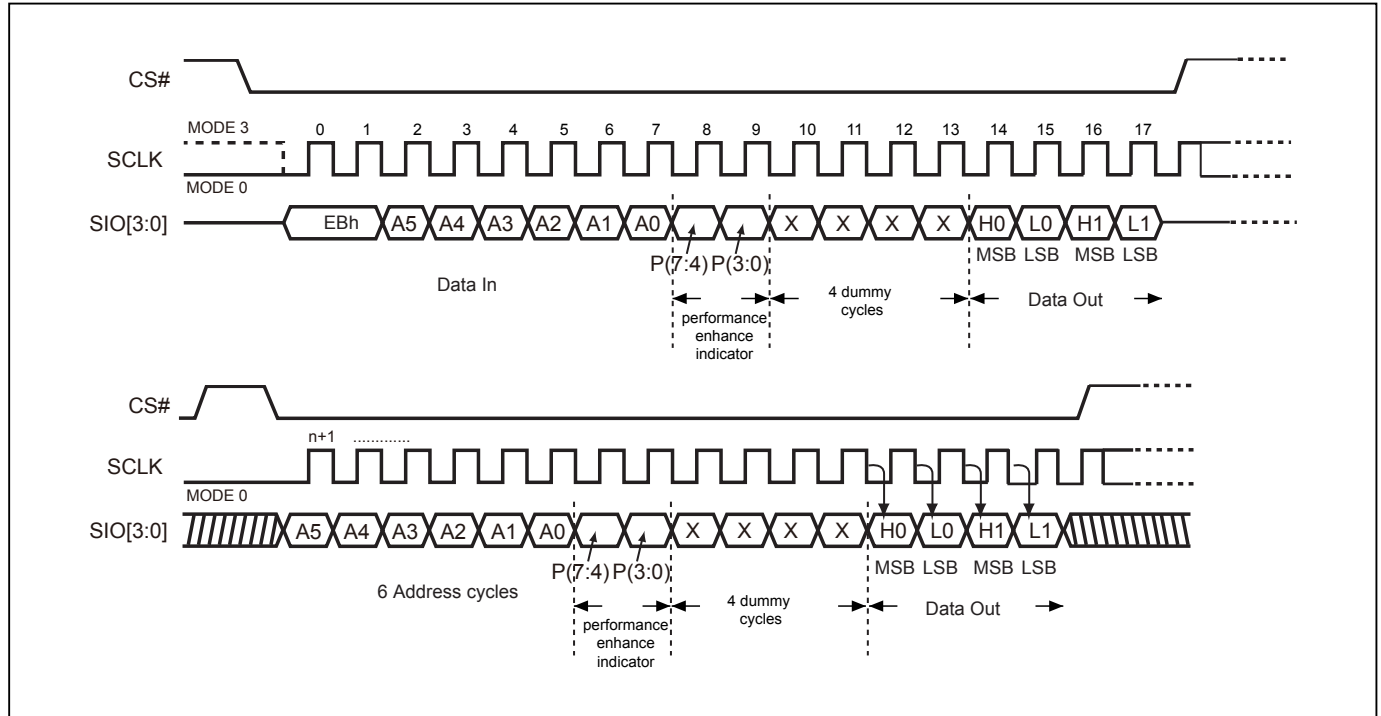 CS#
MODE 3
0 1 2 3 4 5 6 7 8 9 10 11 12 13 14 15 16 17
SCLK
MODE 0
SIO[3:0] EBh A5 A4 A3 A2 A1 A0 X X X X H0 L0 H1 L1
P(7:4) P(3:0) MSB LSB MSB LSB
Data In
4 dummy
cycles
Data Out
performance
enhance
indicator
CS#
n+1 .............
SCLK
MODE 0
SIO[3:0] A5 A4 A3 A2 A1 A0 X X X X H0 L0 H1 L1
P(7:4) P(3:0) MSB LSB MSB LSB
6 Address cycles
4 dummy
cycles
Data Out
performance
enhance
indicator